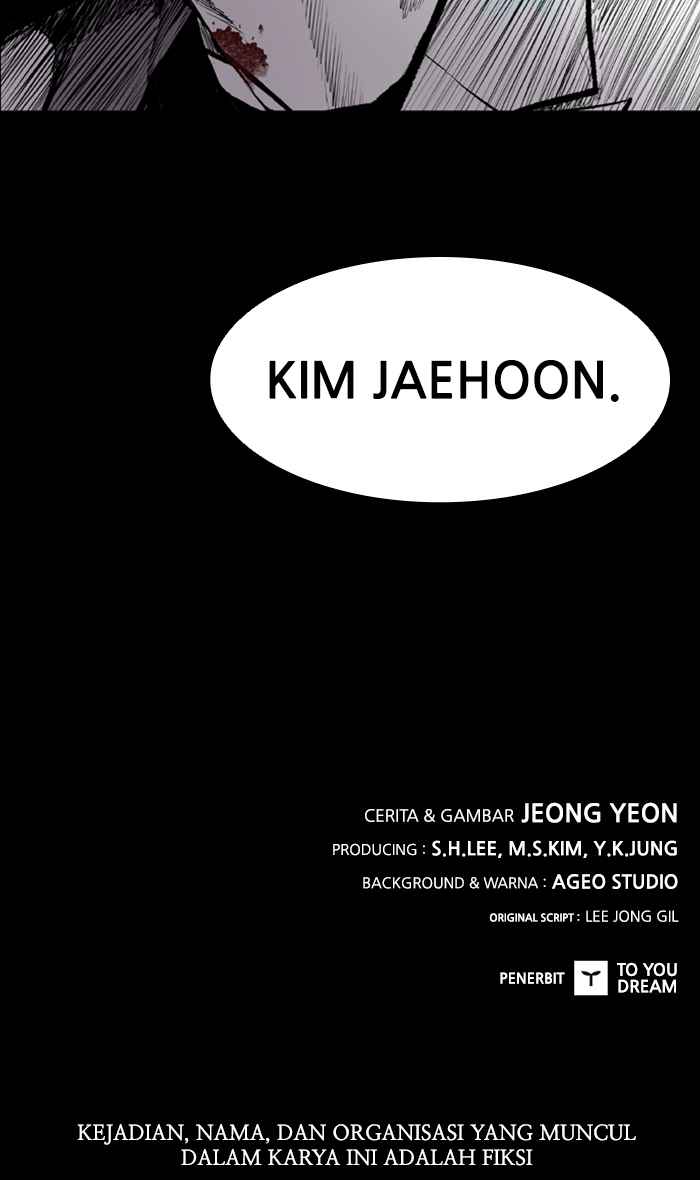 KIM JAEHOON.
CERITA & GAMBAR JEONG YEON
PRODUCING : S.H.LEE, M.S.KIM, Y.K.JUNG
BACKGROUND & WARNA : AGEO STUDIO
ORIGINAL SCRIPT : LEE JONG GIL
PENERBIT TO YOU
DREAM
KEJADIAN, NAMA, DAN ORGANISASI YANG MUNCUL
DALAM KARYA INI ADALAH FIKSI